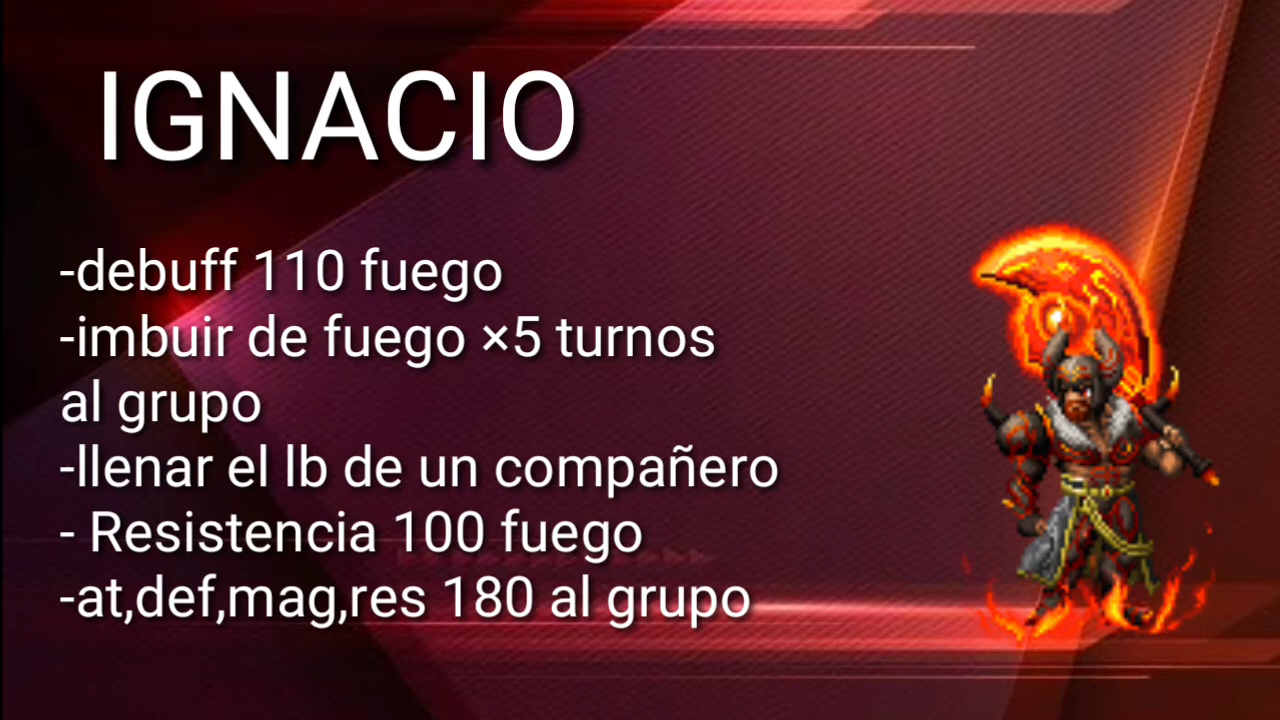 IGNACIO
-debuff 110 fuego
-imbuir de fuego ×5 turnos
al grupo
-llenar el lb de un compañero
- Resistencia 100 fuego
-at,def,mag,res 180 al grupo